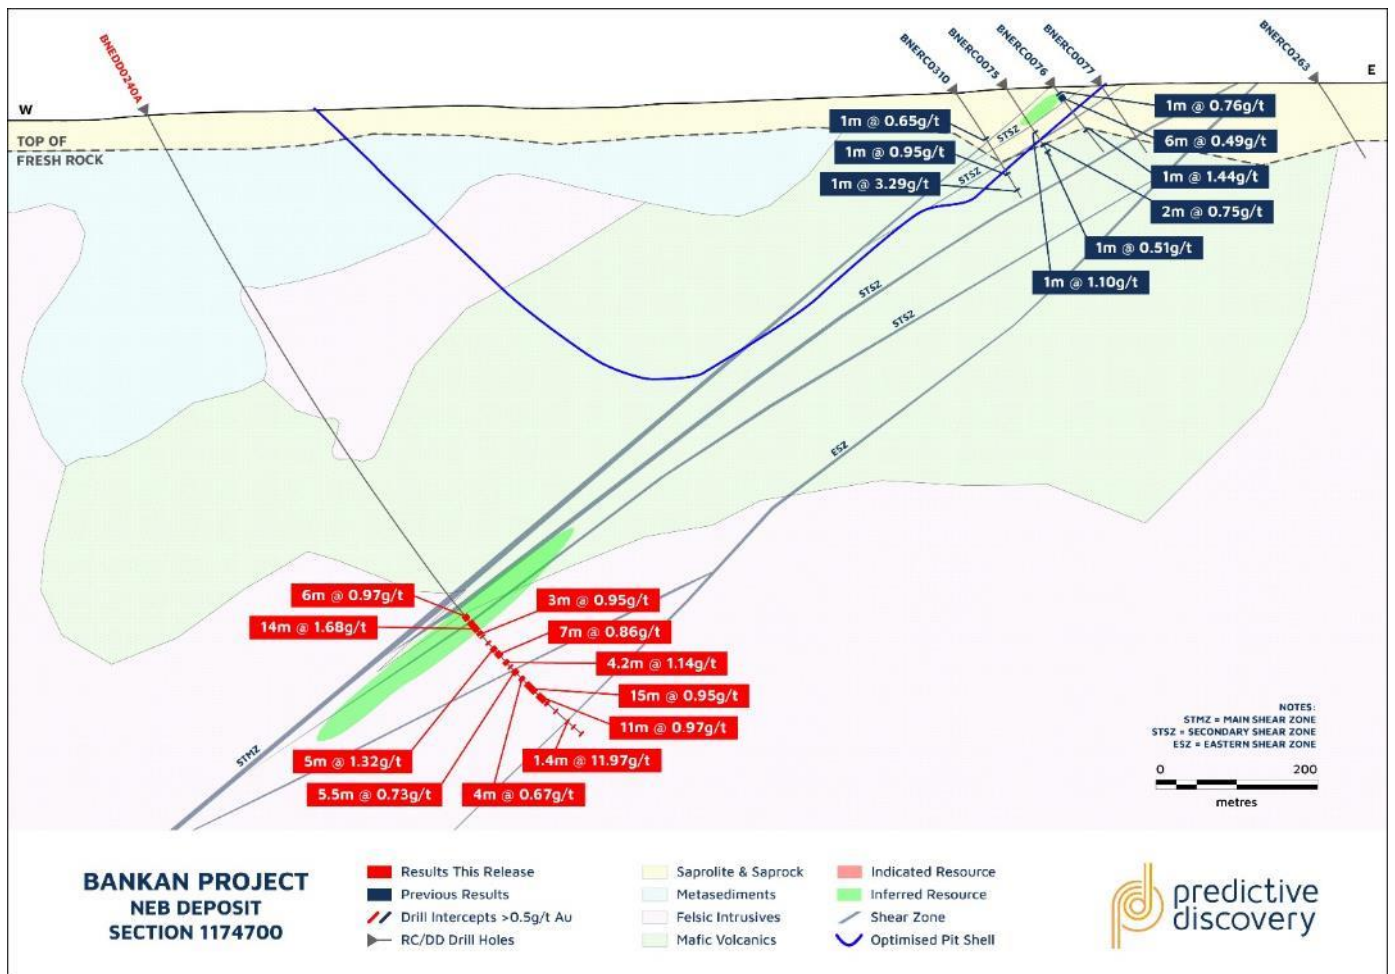 BNEDD0240A
BNERC0310
BNERC0075
BNERC0076
BNERC0077
BNERC0263
W
E
TOP OF
FRESH ROCK
1m @ 0.65g/t
1m @ 0.95g/t
1m @ 3.29g/t
1m @ 0.76g/t
6m @ 0.49g/t
1m @ 1.44g/t
2m @ 0.75g/t
1m @ 0.51g/t
1m @ 1.10g/t
STSZ
STSZ
STSZ
STSZ
ESZ
STMZ
6m @ 0.97g/t
14m @ 1.68g/t
3m @ 0.95g/t
7m @ 0.86g/t
4.2m @ 1.14g/t
15m @ 0.95g/t
11m @ 0.97g/t
1.4m @ 11.97g/t
5m @ 1.32g/t
5.5m @ 0.73g/t
4m @ 0.67g/t
NOTES:
STMZ = MAIN SHEAR ZONE
STSZ = SECONDARY SHEAR ZONE
ESZ = EASTERN SHEAR ZONE
0 200
metres
BANKAN PROJECT
NEB DEPOSIT
SECTION 1174700
Results This Release
Previous Results
Drill Intercepts >0.5g/t Au
RC/DD Drill Holes
Saprolite & Saprock
Metasediments
Felsic Intrusives
Mafic Volcanics
Indicated Resource
Inferred Resource
Shear Zone
Optimised Pit Shell
predictive
discovery